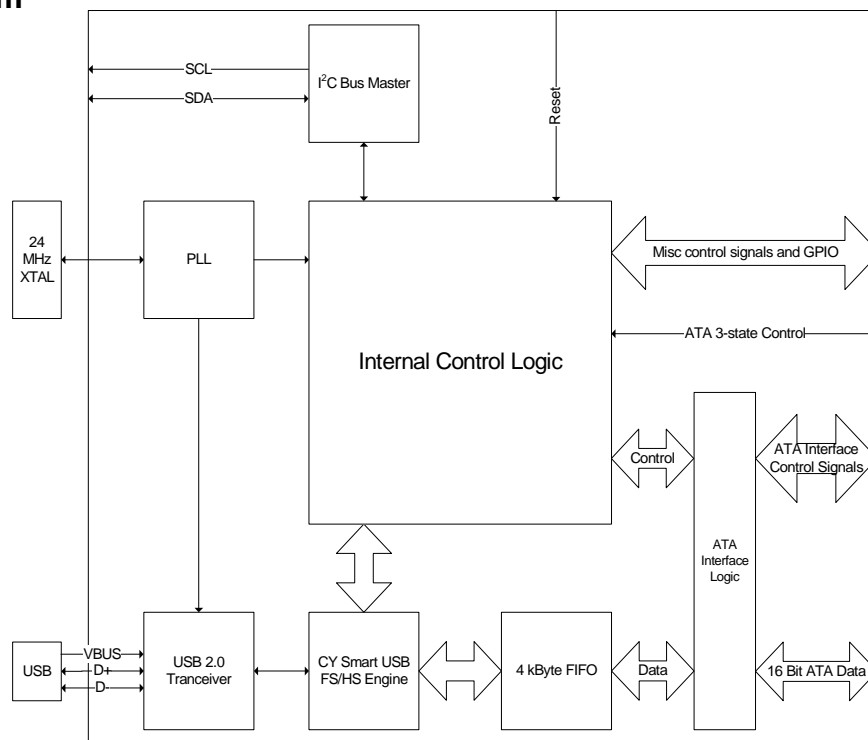 SCL
I²C Bus Master
SDA
Reset
24
MHz
XTAL
PLL
Misc control signals and GPIO
ATA 3-state Control
Internal Control Logic
Control
ATA Interface
Control Signals
ATA
Interface
Logic
VBUS
USB
D+
D-
USB 2.0
Tranceiver
CY Smart USB
FS/HS Engine
4 kByte FIFO
Data
16 Bit ATA Data